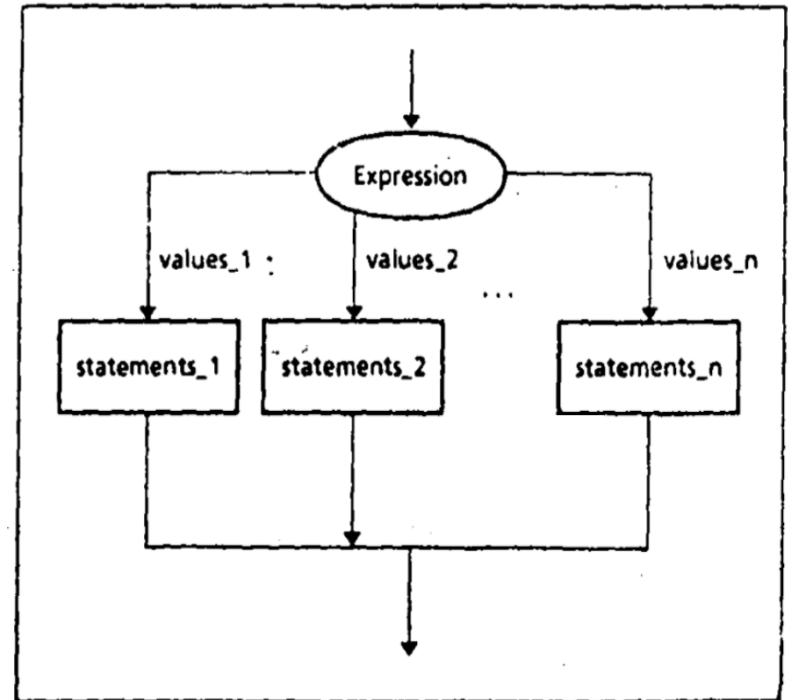 Expression
values_1 :
values_2
...
values_n
statements_1
statements_2
statements_n